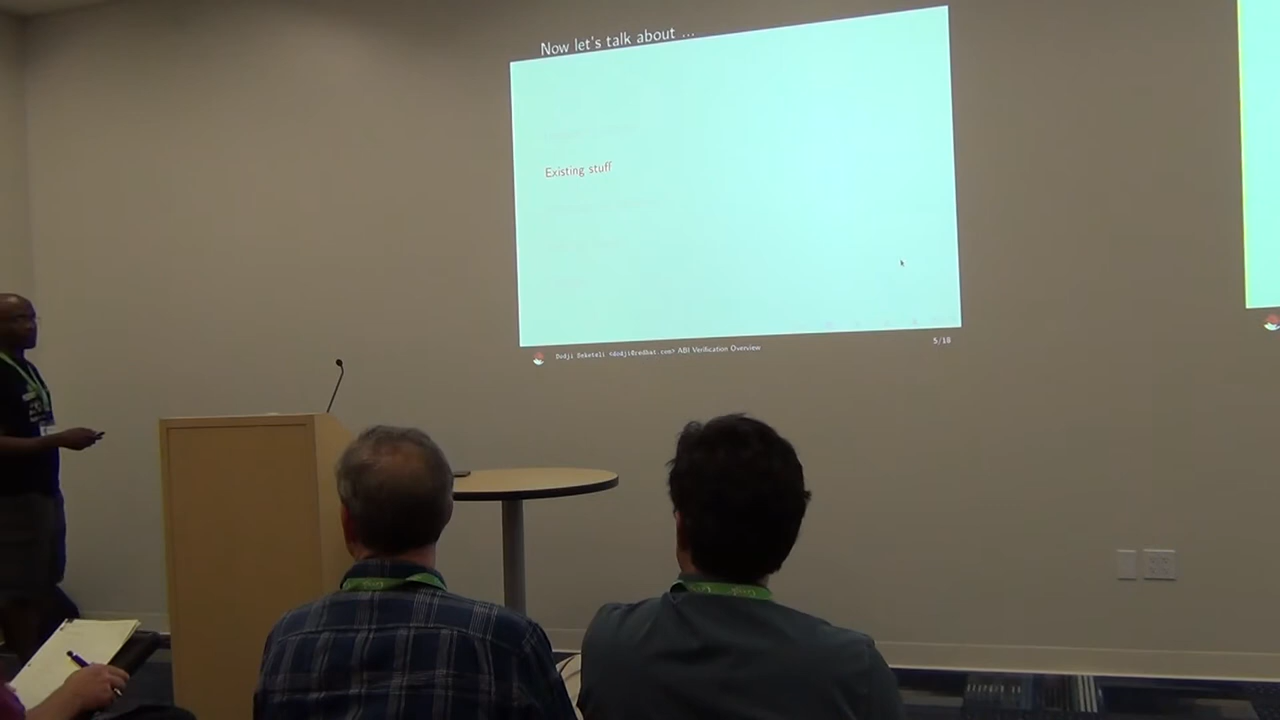 Now let's talk about ...
Existing stuff
Dodji Seketeli <dodji@redhat.com> ABI Verification Overview
5/18